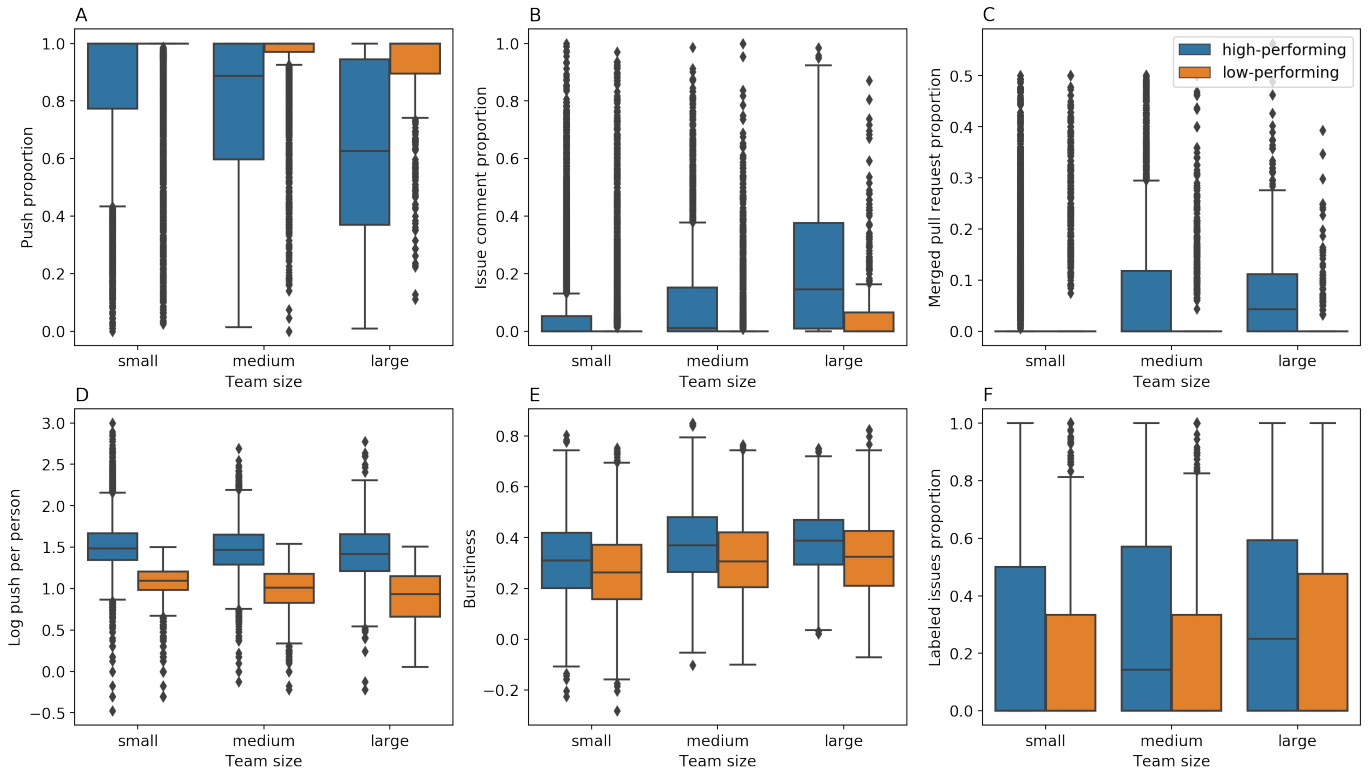 A
Push proportion
1.0
0.8
0.6
0.4
0.2
0.0
small medium large
Team size
B
Issue comment proportion
1.0
0.8
0.6
0.4
0.2
0.0
small medium large
Team size
C
Merged pull request proportion
0.5
0.4
0.3
0.2
0.1
0.0
high-performing
low-performing
small medium large
Team size
D
Log push per person
3.0
2.5
2.0
1.5
1.0
0.5
0.0
−0.5
small medium large
Team size
E
Burstiness
0.8
0.6
0.4
0.2
0.0
−0.2
small medium large
Team size
F
Labeled issues proportion
1.0
0.8
0.6
0.4
0.2
0.0
small medium large
Team size